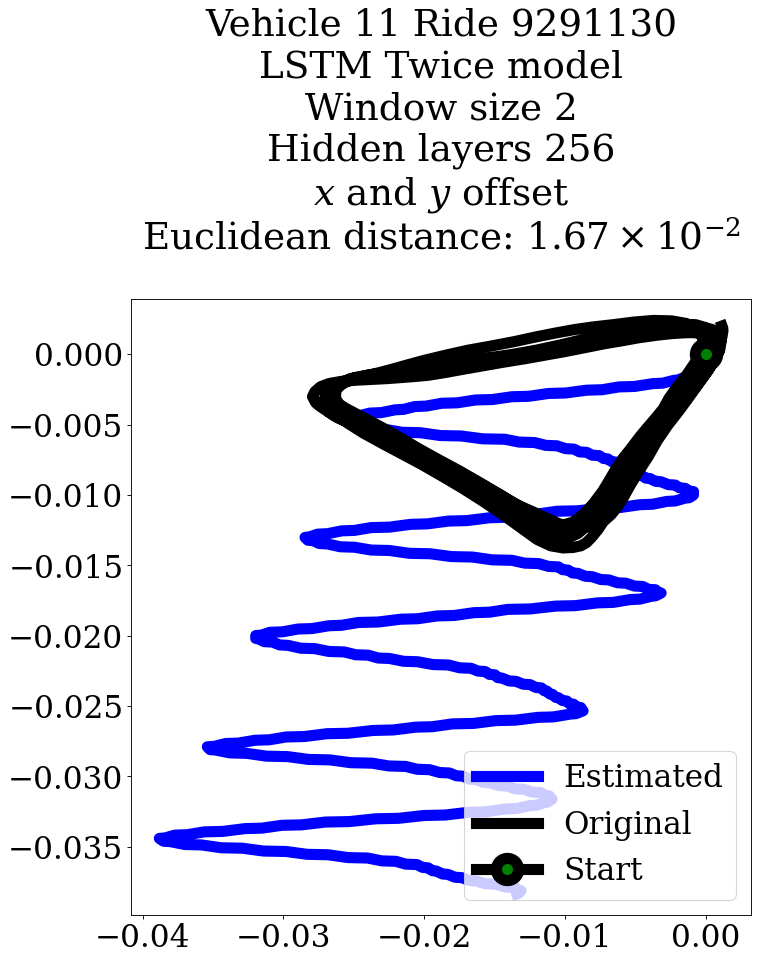 Vehicle 11 Ride 9291130
LSTM Twice model
Window size 2
Hidden layers 256
x and y offset
Euclidean distance: 1.67 × 10⁻²
0.000
−0.005
−0.010
−0.015
−0.020
−0.025
−0.030
−0.035
Estimated
Original
Start
−0.04 −0.03 −0.02 −0.01 0.00